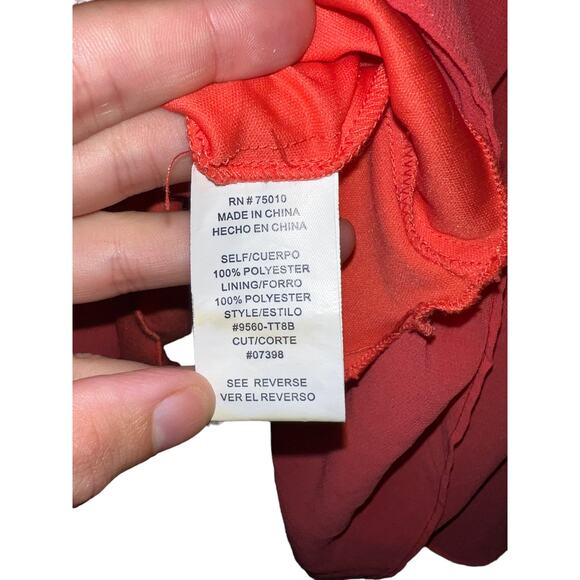 RN # 75010
MADE IN CHINA
HECHO EN CHINA
SELF/CUERPO
100% POLYESTER
LINING/FORRO
100% POLYESTER
STYLE/ESTILO
#9560-TT8B
CUT/CORTE
#07398
SEE REVERSE
VER EL REVERSO